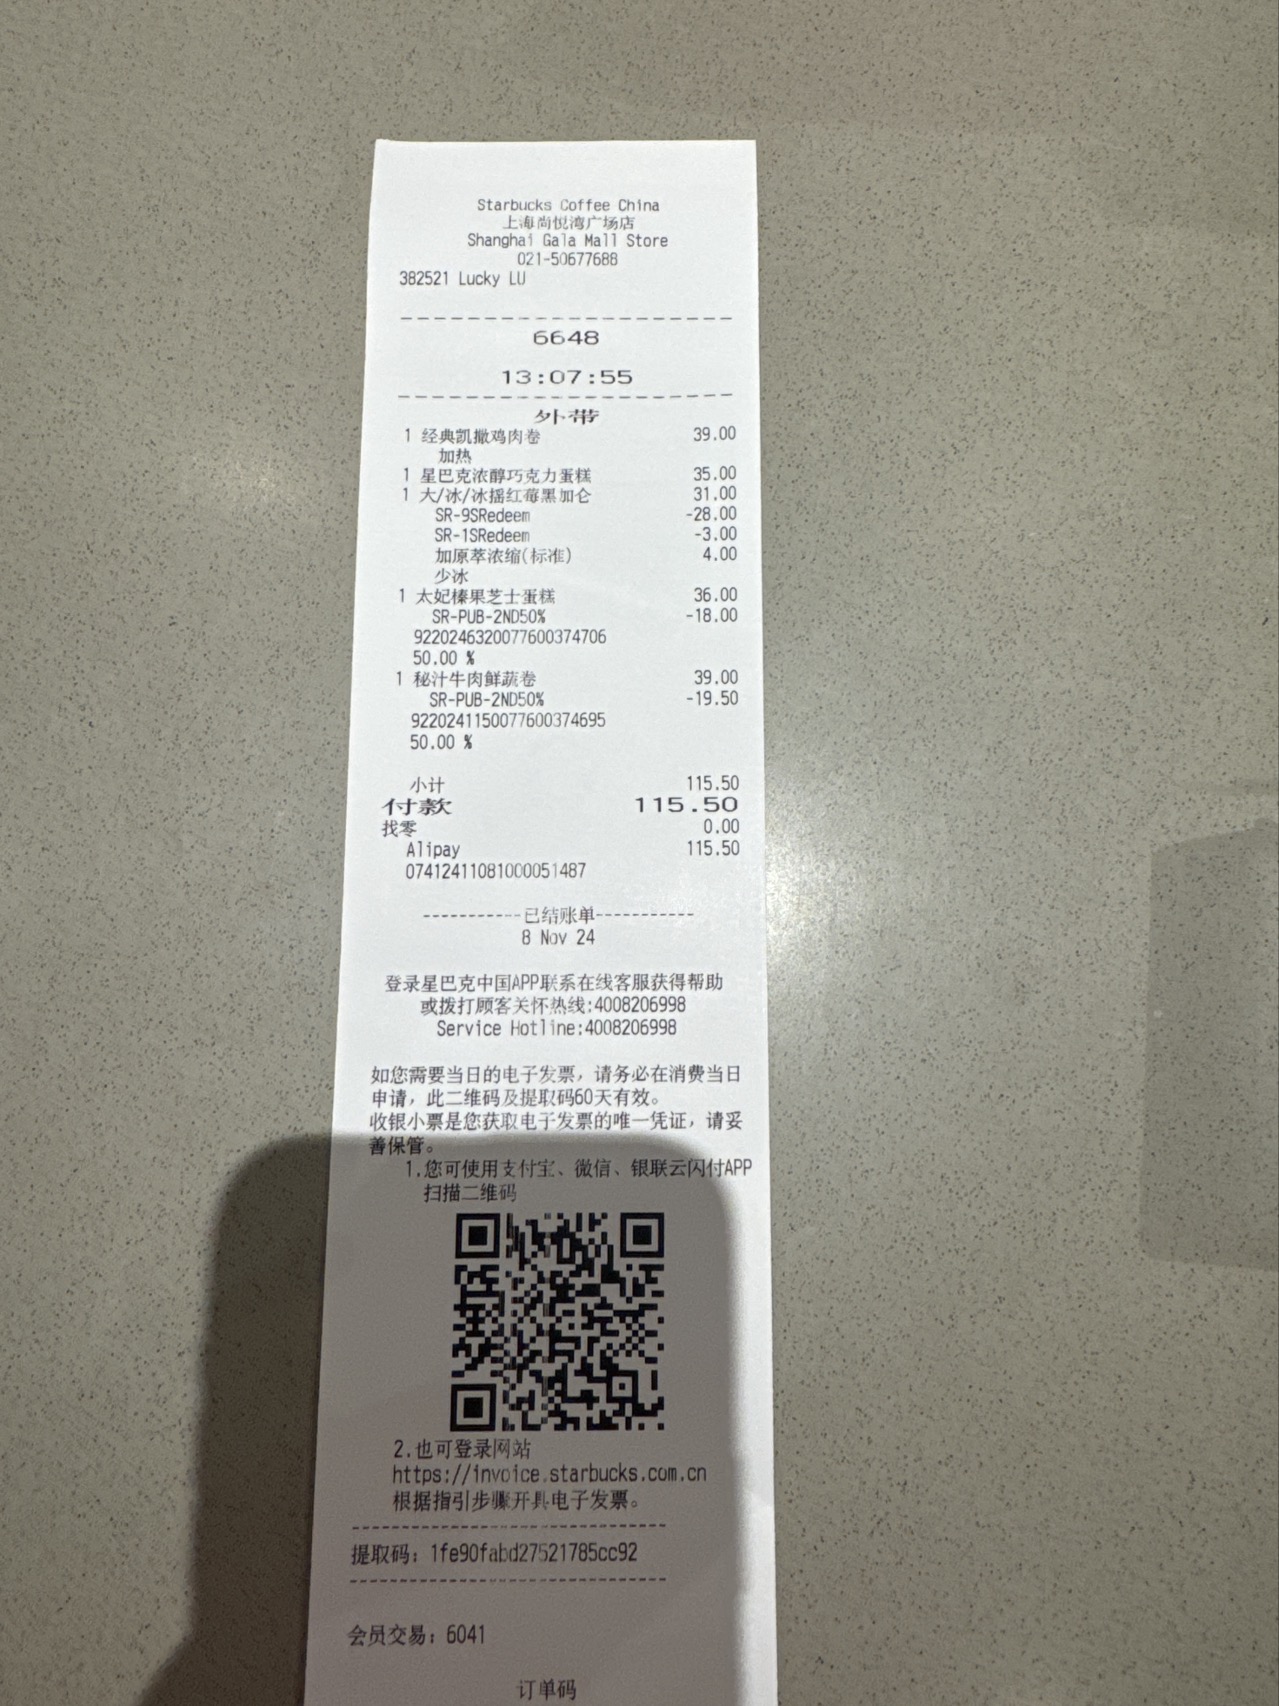 Starbucks Coffee China
上海尚悦湾广场店
Shanghai Gala Mall Store
021-50677688
382521 Lucky LU
6648
13:07:55
外带
1 经典凯撒鸡肉卷 39.00
加热
1 星巴克浓醇巧克力蛋糕 35.00
1 大/冰/冰摇红莓黑加仑 31.00
SR-9SRedeem -28.00
SR-1SRedeem -3.00
加原萃浓缩(标准) 4.00
少冰
1 太妃榛果芝士蛋糕 36.00
SR-PUB-2ND50% -18.00
9220246320077600374706
50.00 %
1 秘汁牛肉鲜蔬卷 39.00
SR-PUB-2ND50% -19.50
9220241150077600374695
50.00 %
小计 115.50
付款 115.50
找零 0.00
Alipay 115.50
07412411081000051487
-----------已结账单-----------
8 Nov 24
登录星巴克中国APP联系在线客服获得帮助
或拨打顾客关怀热线:4008206998
Service Hotline:4008206998
如您需要当日的电子发票，请务必在消费当日
申请，此二维码及提取码60天有效。
收银小票是您获取电子发票的唯一凭证，请妥
善保管。
1.您可使用支付宝、微信、银联云闪付APP
扫描二维码
2.也可登录网站
https://invoice.starbucks.com.cn
根据指引步骤开具电子发票。
提取码：1fe90fabd27521785cc92
会员交易：6041
订单码